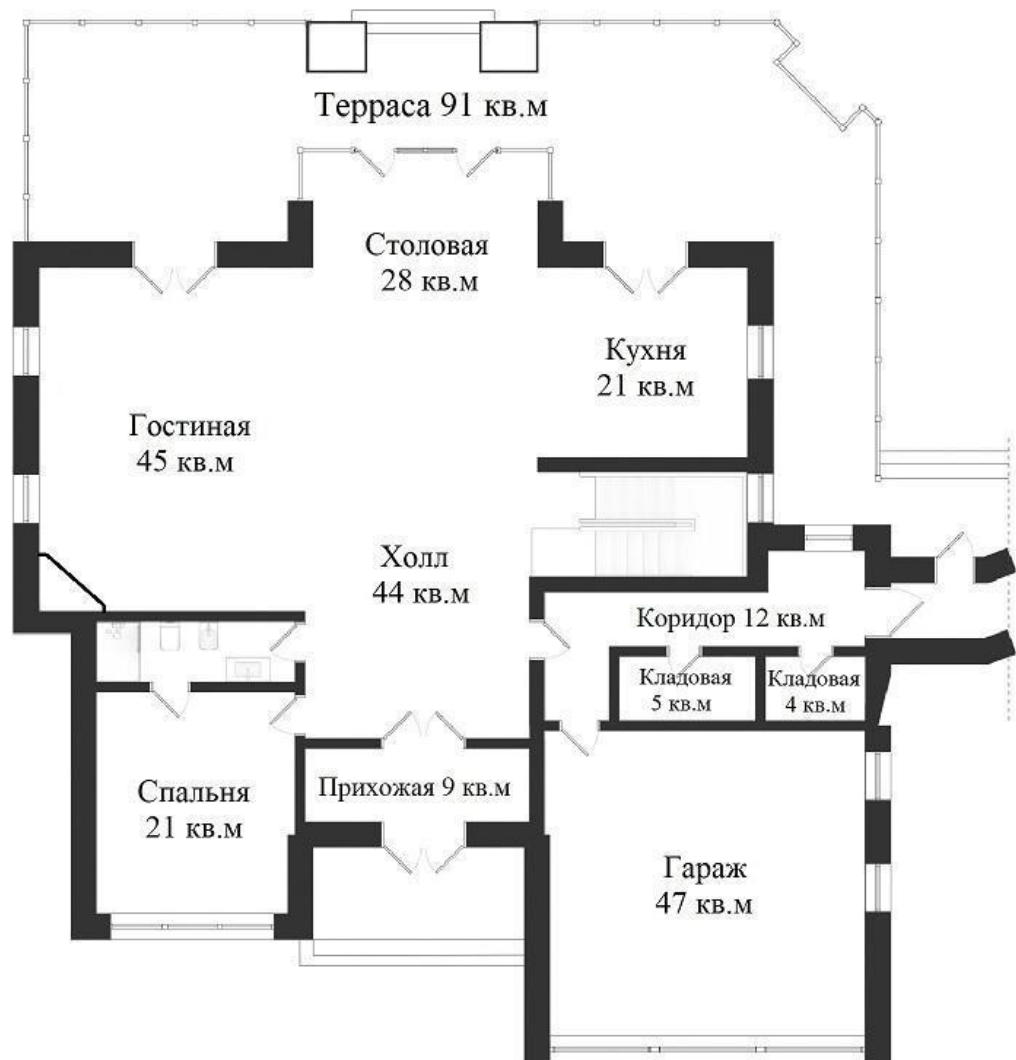 Терраса 91 кв.м
Столовая
28 кв.м
Кухня
21 кв.м
Гостиная
45 кв.м
Холл
44 кв.м
Коридор 12 кв.м
Кладовая
5 кв.м
Кладовая
4 кв.м
Прихожая 9 кв.м
Спальня
21 кв.м
Гараж
47 кв.м